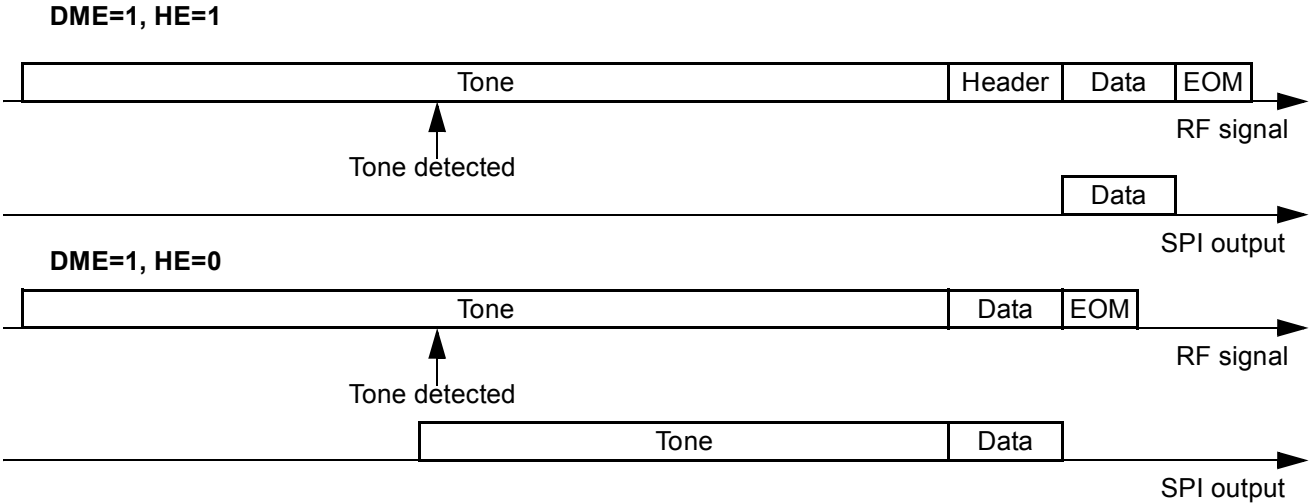 DME=1, HE=1
Tone Header Data EOM
RF signal
Tone detected
Data
SPI output
DME=1, HE=0
Tone Data EOM
RF signal
Tone detected
Tone Data
SPI output